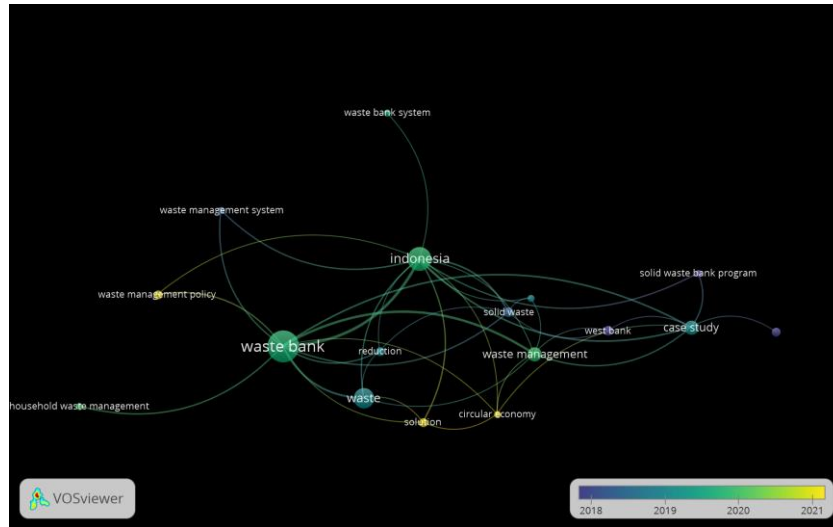 waste bank system
waste management system
indonesia
solid waste bank program
waste management policy
solid waste
west bank
case study
waste bank
reduction
waste management
waste
household waste management
circular economy
solution
VOSviewer
2018
2019
2020
2021